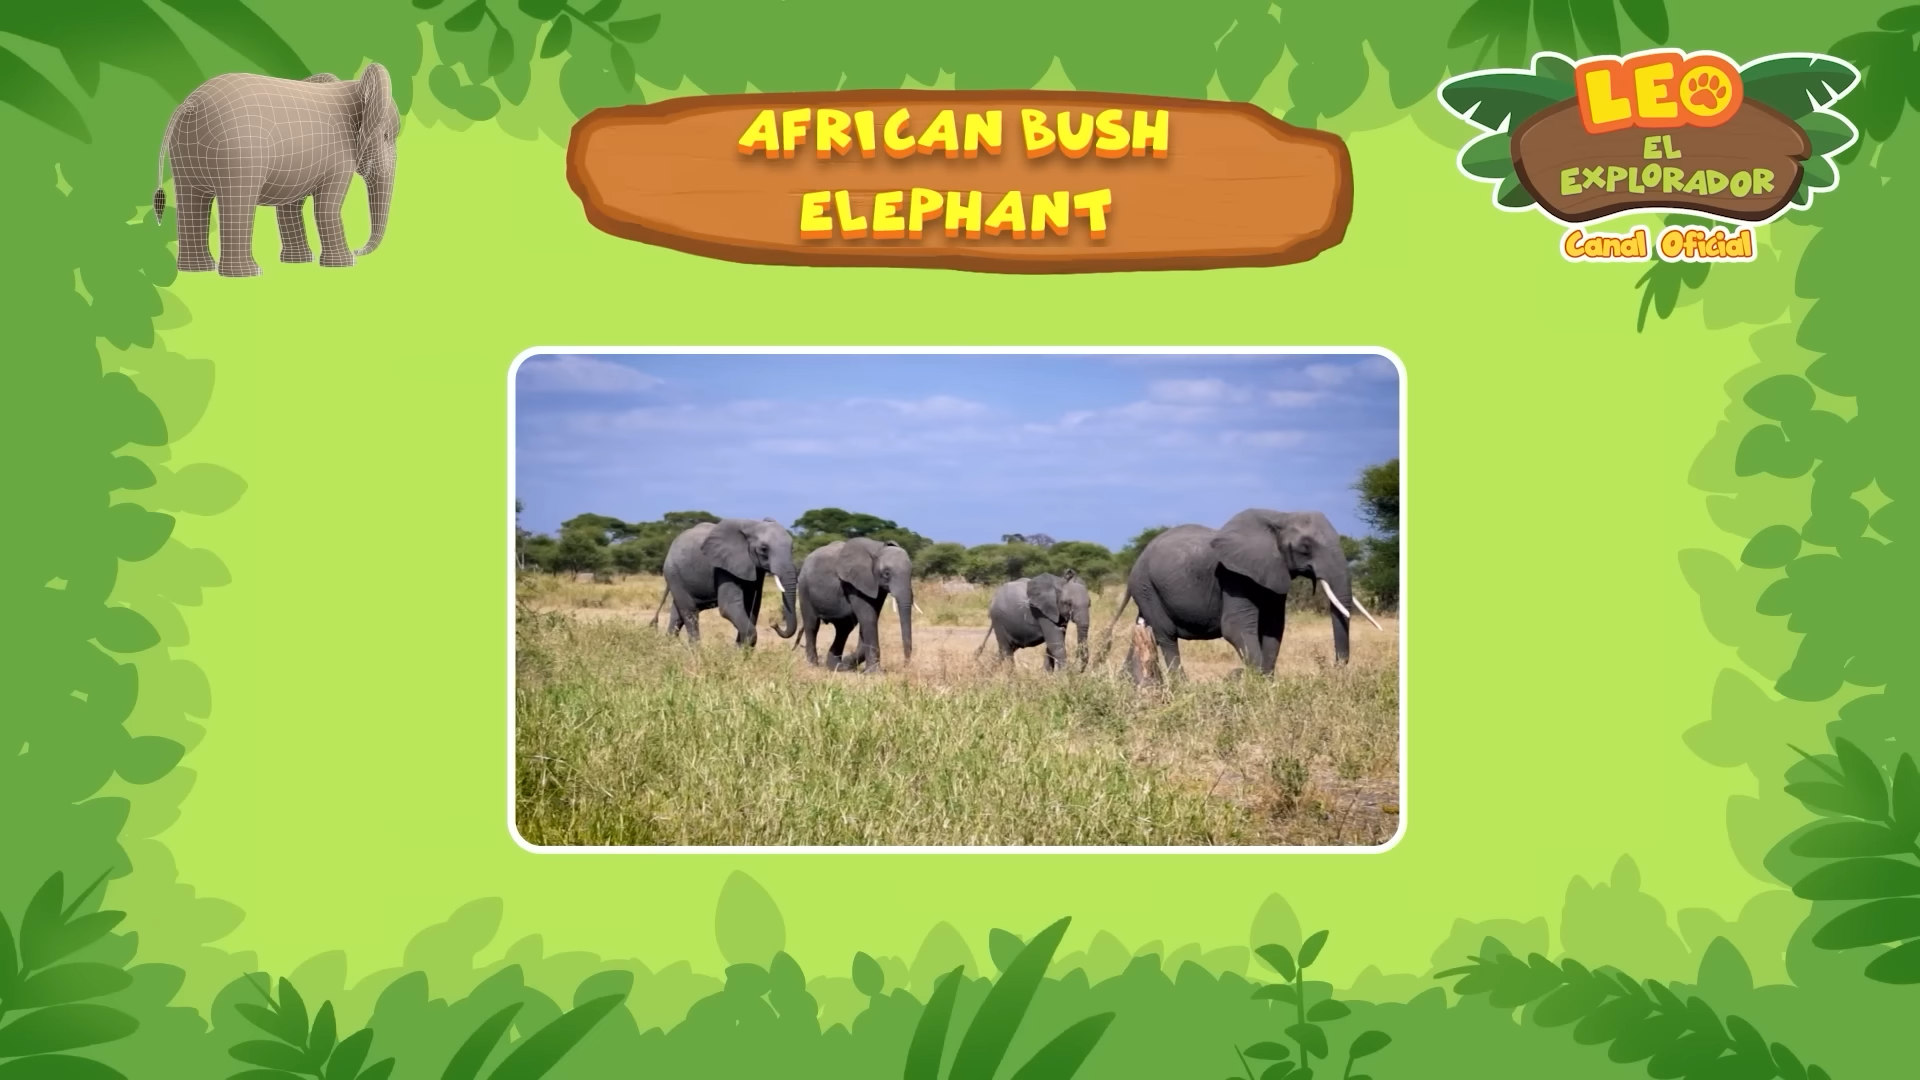 AFRICAN BUSH
ELEPHANT
LEO
EL
EXPLORADOR
Canal Oficial